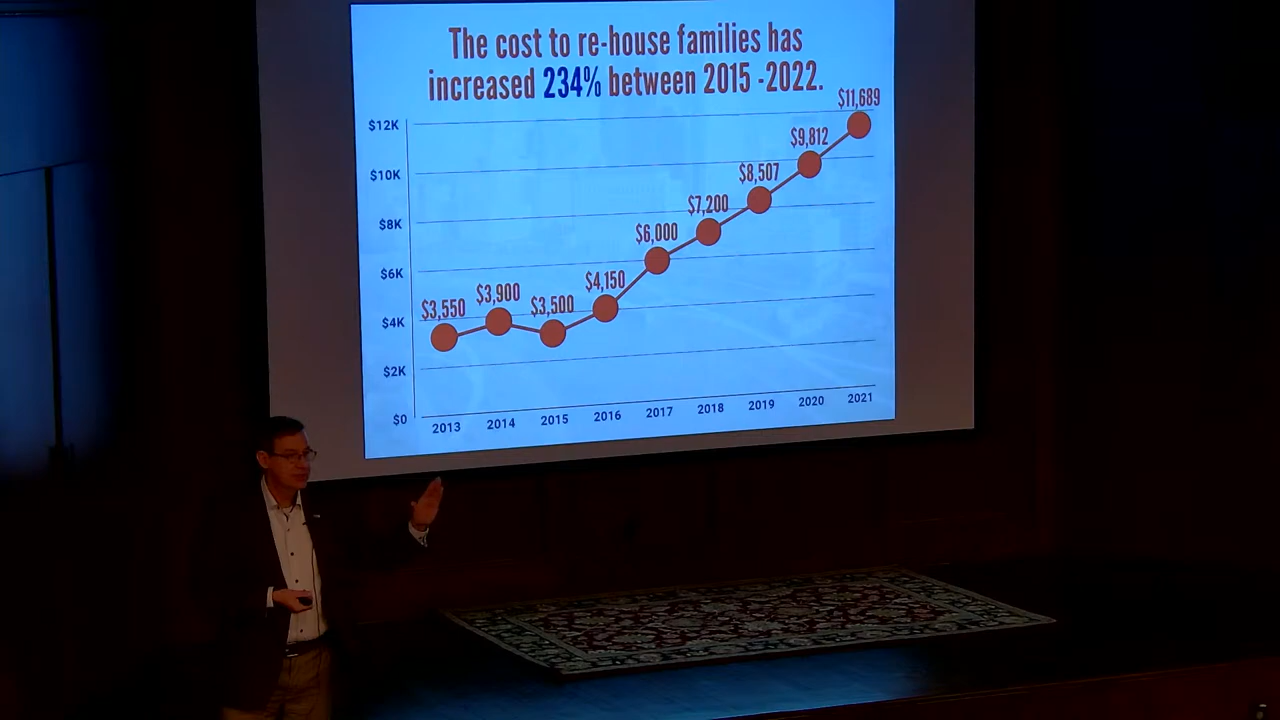 The cost to re-house families has
increased 234% between 2015 -2022.
$12K
$10K
$8K
$6K
$4K
$2K
$0
$3,550
$3,900
$3,500
$4,150
$6,000
$7,200
$8,507
$9,812
$11,689
2013
2014
2015
2016
2017
2018
2019
2020
2021